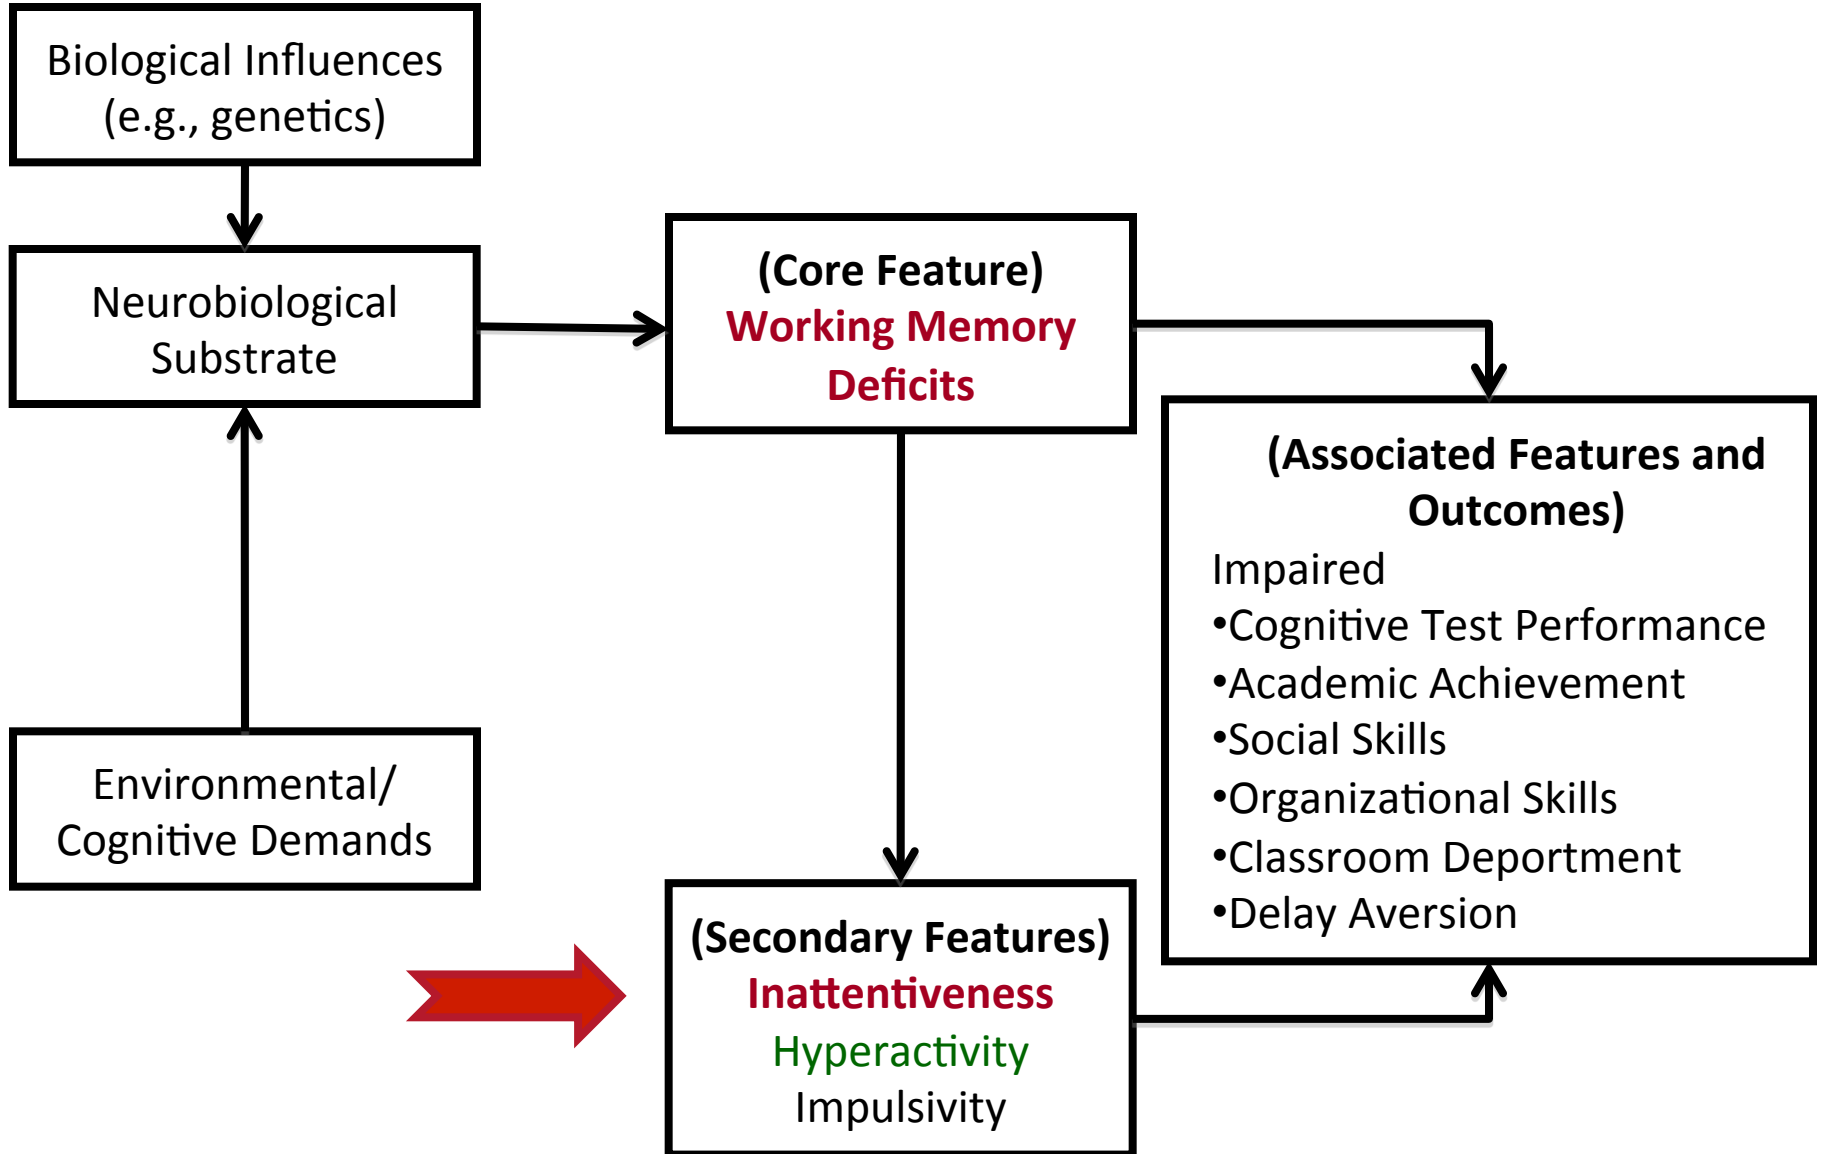 Biological Influences
(e.g., genetics)
Neurobiological
Substrate
Environmental/
Cognitive Demands
(Core Feature)
Working Memory
Deficits
(Secondary Features)
Inattentiveness
Hyperactivity
Impulsivity
(Associated Features and
Outcomes)
Impaired
•Cognitive Test Performance
•Academic Achievement
•Social Skills
•Organizational Skills
•Classroom Deportment
•Delay Aversion